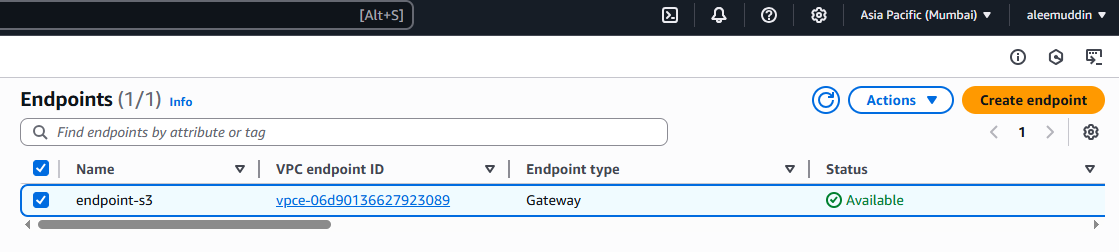 [Alt+S] Asia Pacific (Mumbai) aleemuddin
Endpoints (1/1) Info Actions Create endpoint
Find endpoints by attribute or tag 1
Name VPC endpoint ID Endpoint type Status
endpoint-s3 vpce-06d90136627923089 Gateway Available